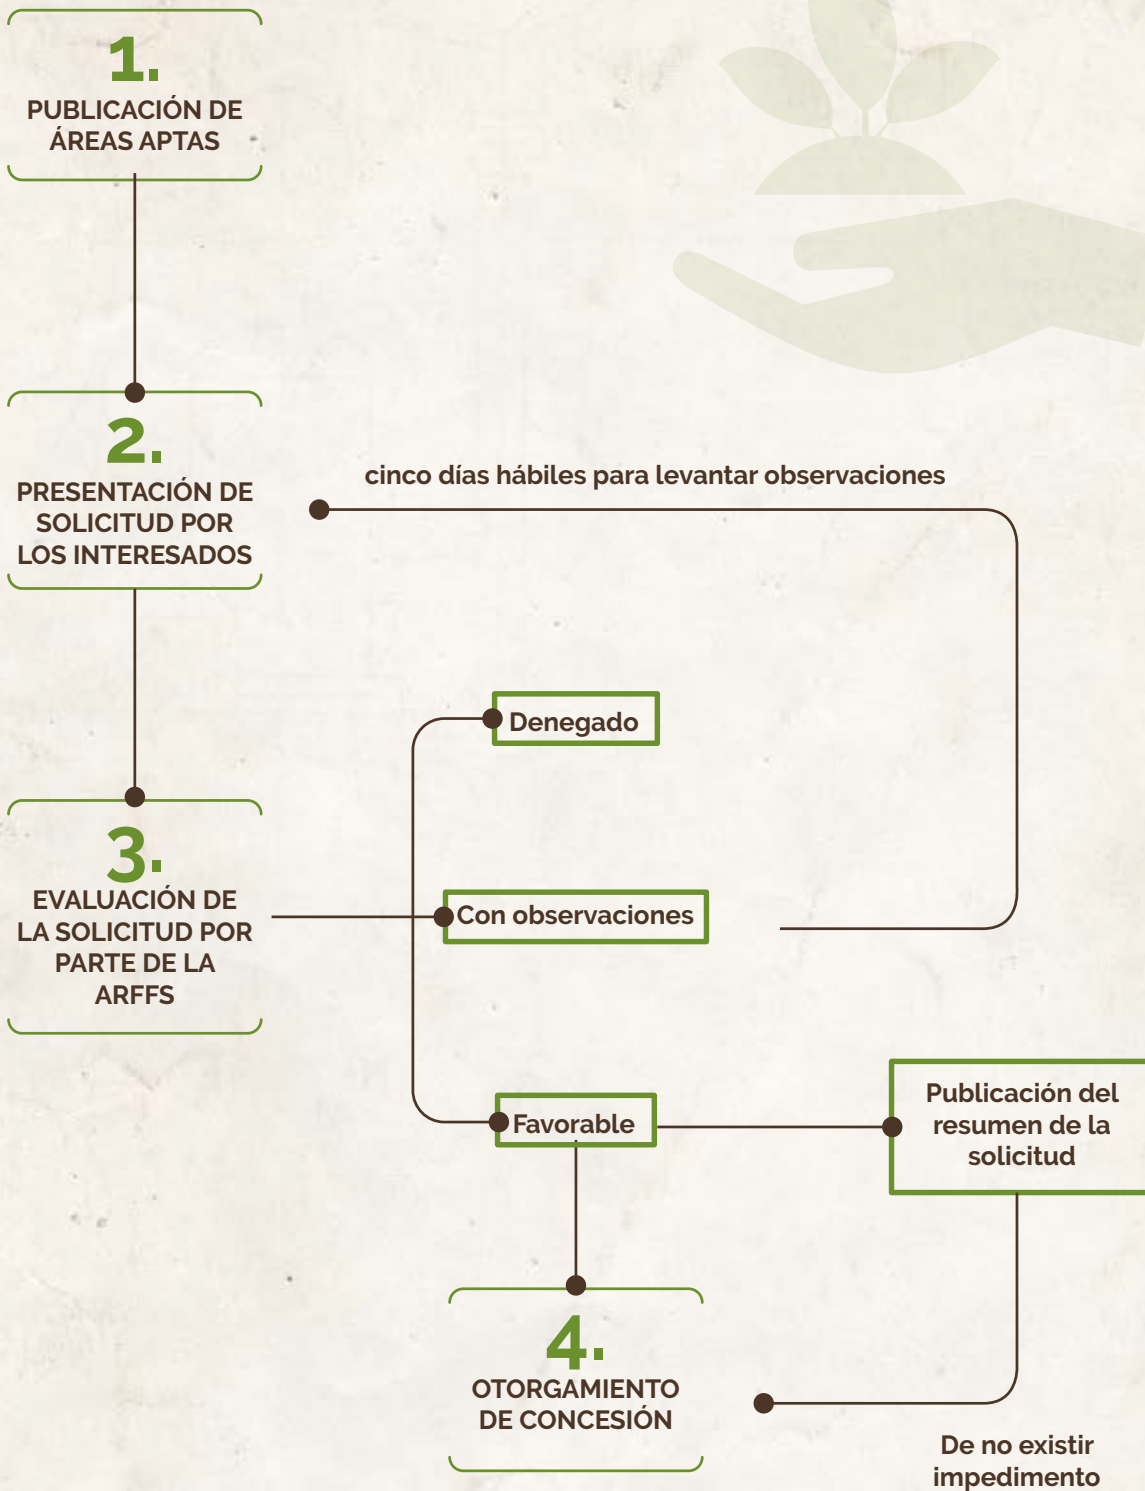 1.
PUBLICACIÓN DE
ÁREAS APTAS
2.
PRESENTACIÓN DE
SOLICITUD POR
LOS INTERESADOS
cinco días hábiles para levantar observaciones
Denegado
3.
EVALUACIÓN DE
LA SOLICITUD POR
PARTE DE LA
ARFFS
Con observaciones
Favorable
Publicación del
resumen de la
solicitud
4.
OTORGAMIENTO
DE CONCESIÓN
De no existir
impedimento